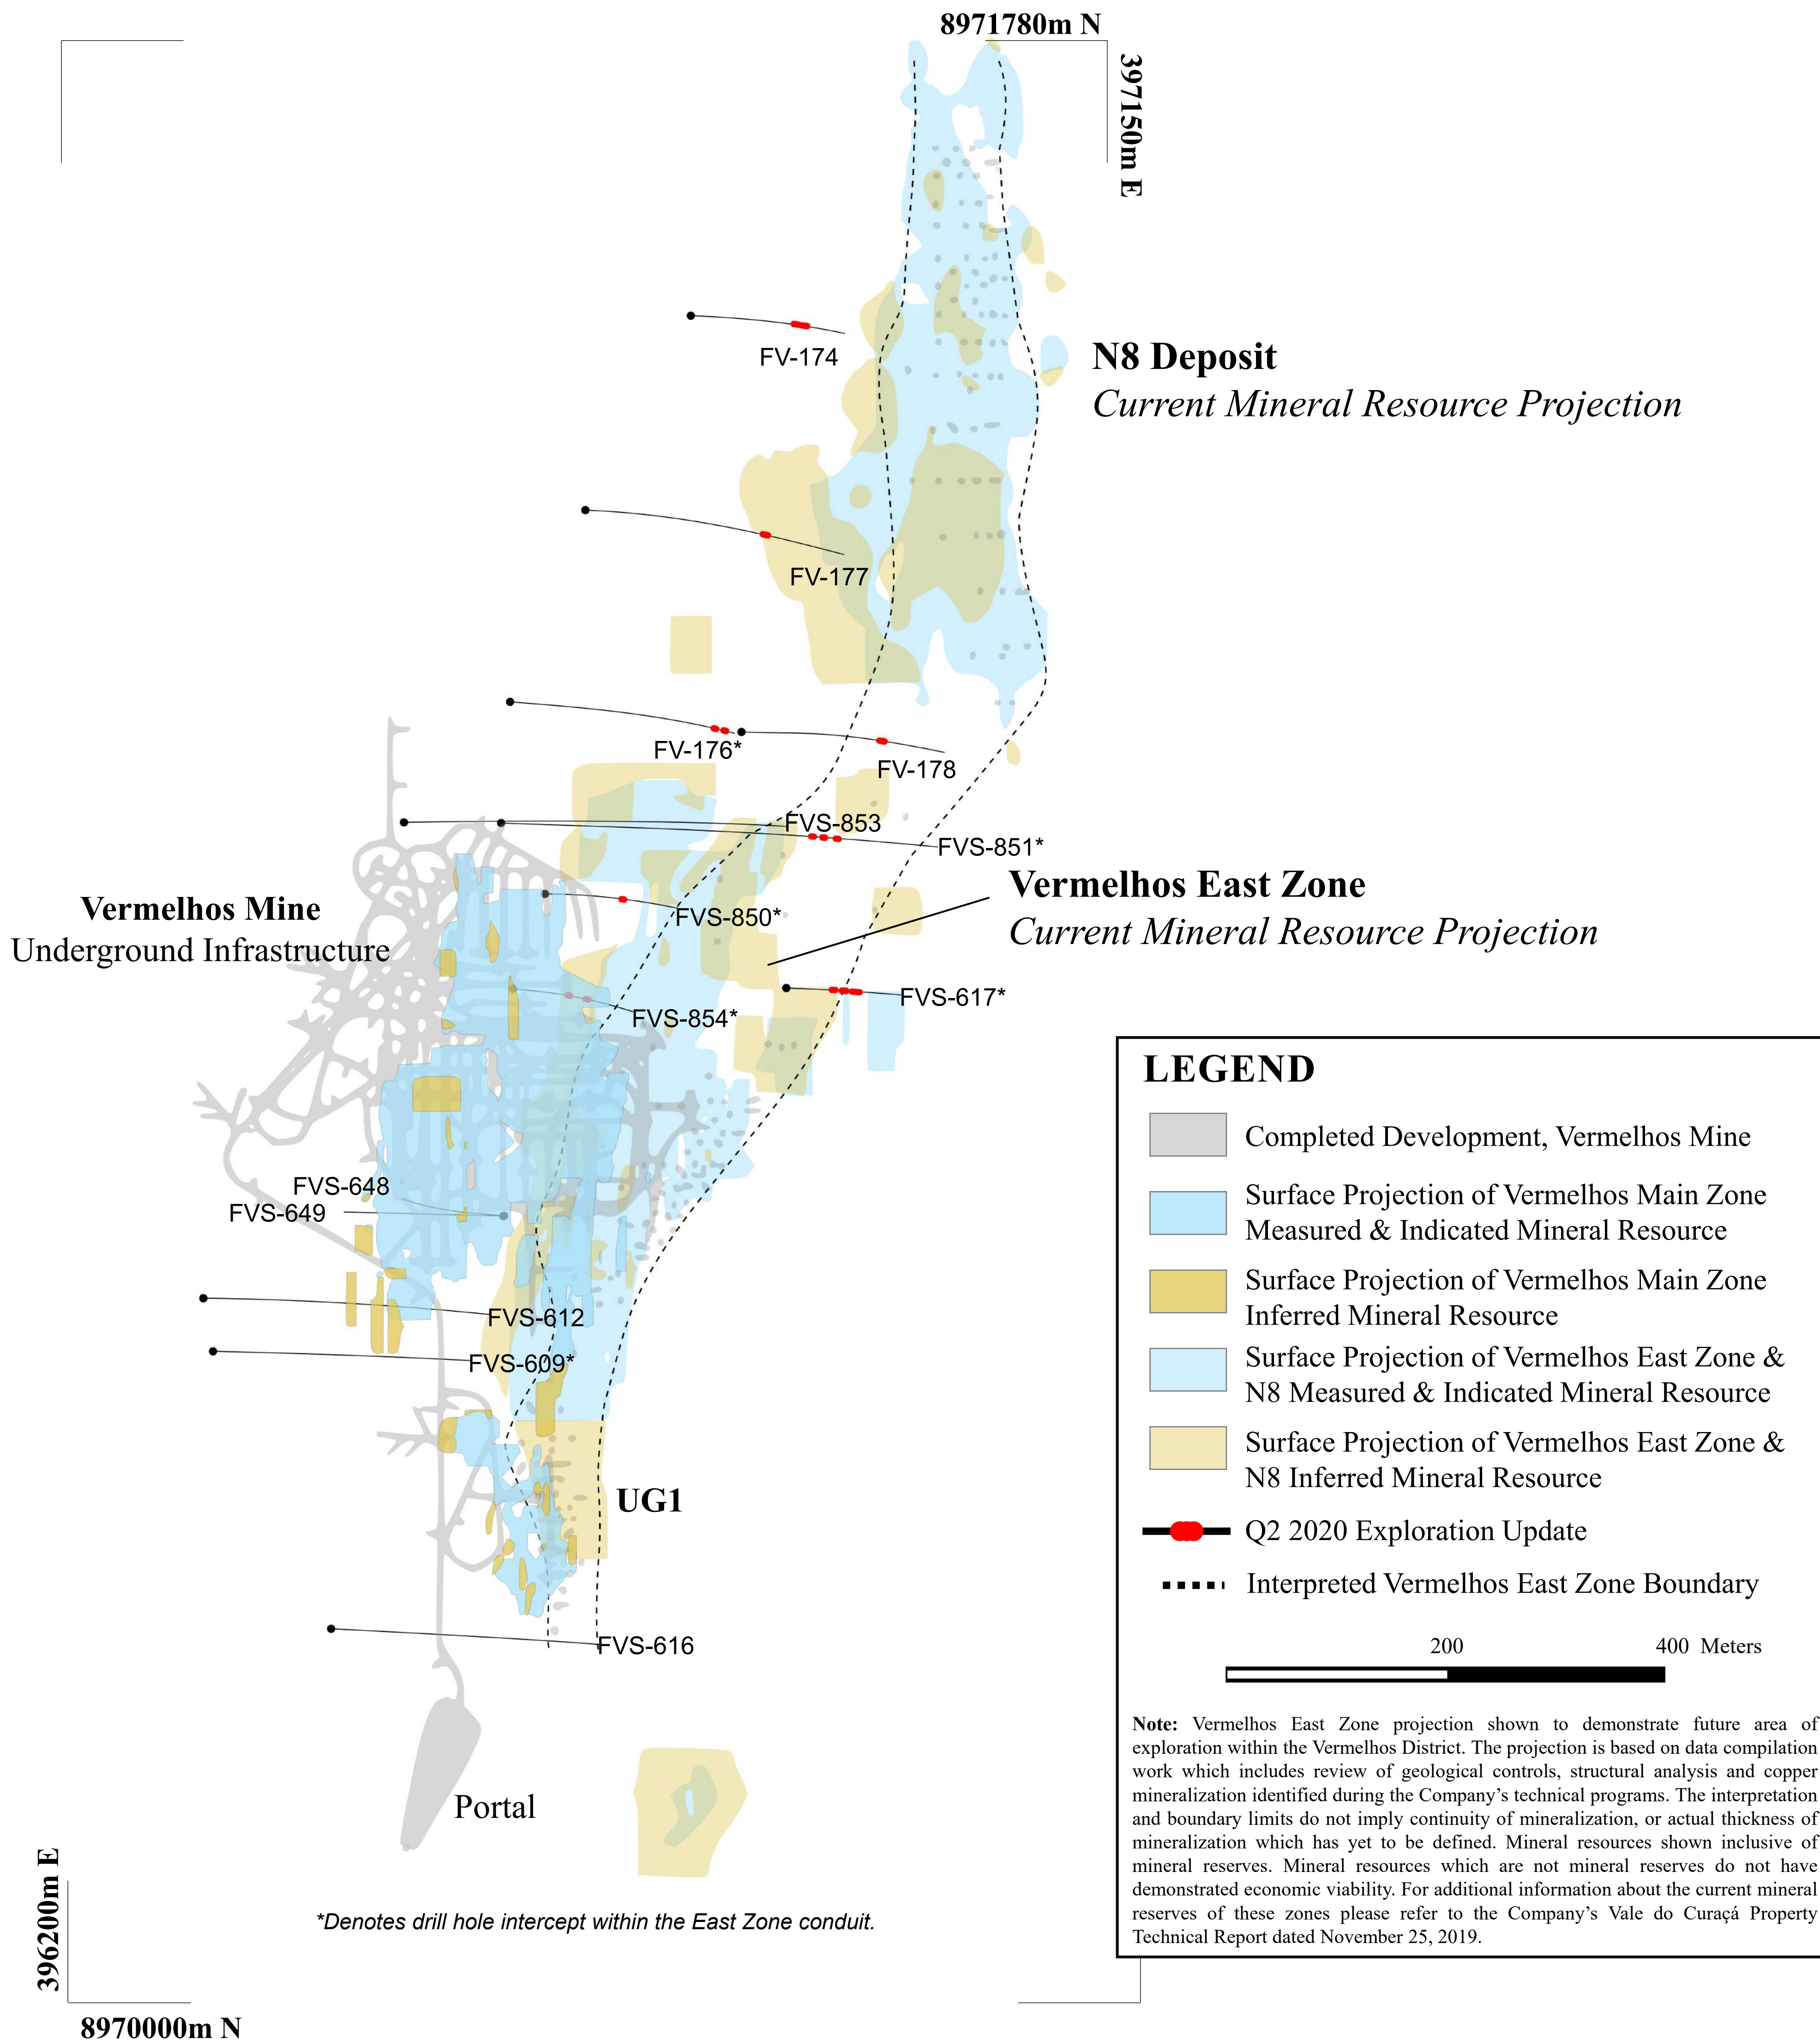 8971780m N
397150m E
FV-174
N8 Deposit
Current Mineral Resource Projection
FV-177
FV-176*
FV-178
FVS-853
FVS-851*
Vermelhos East Zone
Current Mineral Resource Projection
Vermelhos Mine
Underground Infrastructure
FVS-850*
FVS-617*
FVS-854*
FVS-648
FVS-649
FVS-612
FVS-609*
UG1
FVS-616
Portal
*Denotes drill hole intercept within the East Zone conduit.
396200m E
8970000m N
LEGEND
Completed Development, Vermelhos Mine
Surface Projection of Vermelhos Main Zone
Measured & Indicated Mineral Resource
Surface Projection of Vermelhos Main Zone
Inferred Mineral Resource
Surface Projection of Vermelhos East Zone &
N8 Measured & Indicated Mineral Resource
Surface Projection of Vermelhos East Zone &
N8 Inferred Mineral Resource
Q2 2020 Exploration Update
Interpreted Vermelhos East Zone Boundary
200 400 Meters
Note: Vermelhos East Zone projection shown to demonstrate future area of
exploration within the Vermelhos District. The projection is based on data compilation
work which includes review of geological controls, structural analysis and copper
mineralization identified during the Company's technical programs. The interpretation
and boundary limits do not imply continuity of mineralization, or actual thickness of
mineralization which has yet to be defined. Mineral resources shown inclusive of
mineral reserves. Mineral resources which are not mineral reserves do not have
demonstrated economic viability. For additional information about the current mineral
reserves of these zones please refer to the Company's Vale do Curaçá Property
Technical Report dated November 25, 2019.